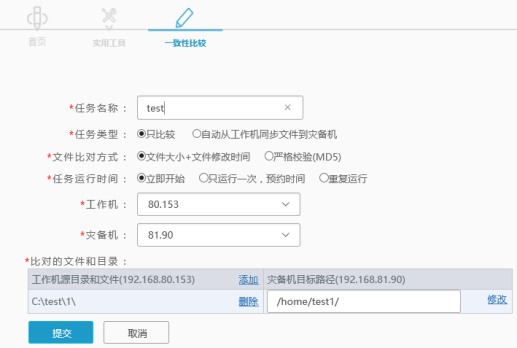 首页 实用工具 一致性比较
*任务名称： test ×
*任务类型： 只比较 自动从工作机同步文件到灾备机
*文件比对方式： 文件大小+文件修改时间 严格校验(MD5)
*任务运行时间： 立即开始 只运行一次，预约时间 重复运行
*工作机： 80.153
*灾备机： 81.90
*比对的文件和目录：
工作机源目录和文件(192.168.80.153) 添加 灾备机目标路径(192.168.81.90)
C:\test\1\ 删除 /home/test1/ 修改
提交 取消